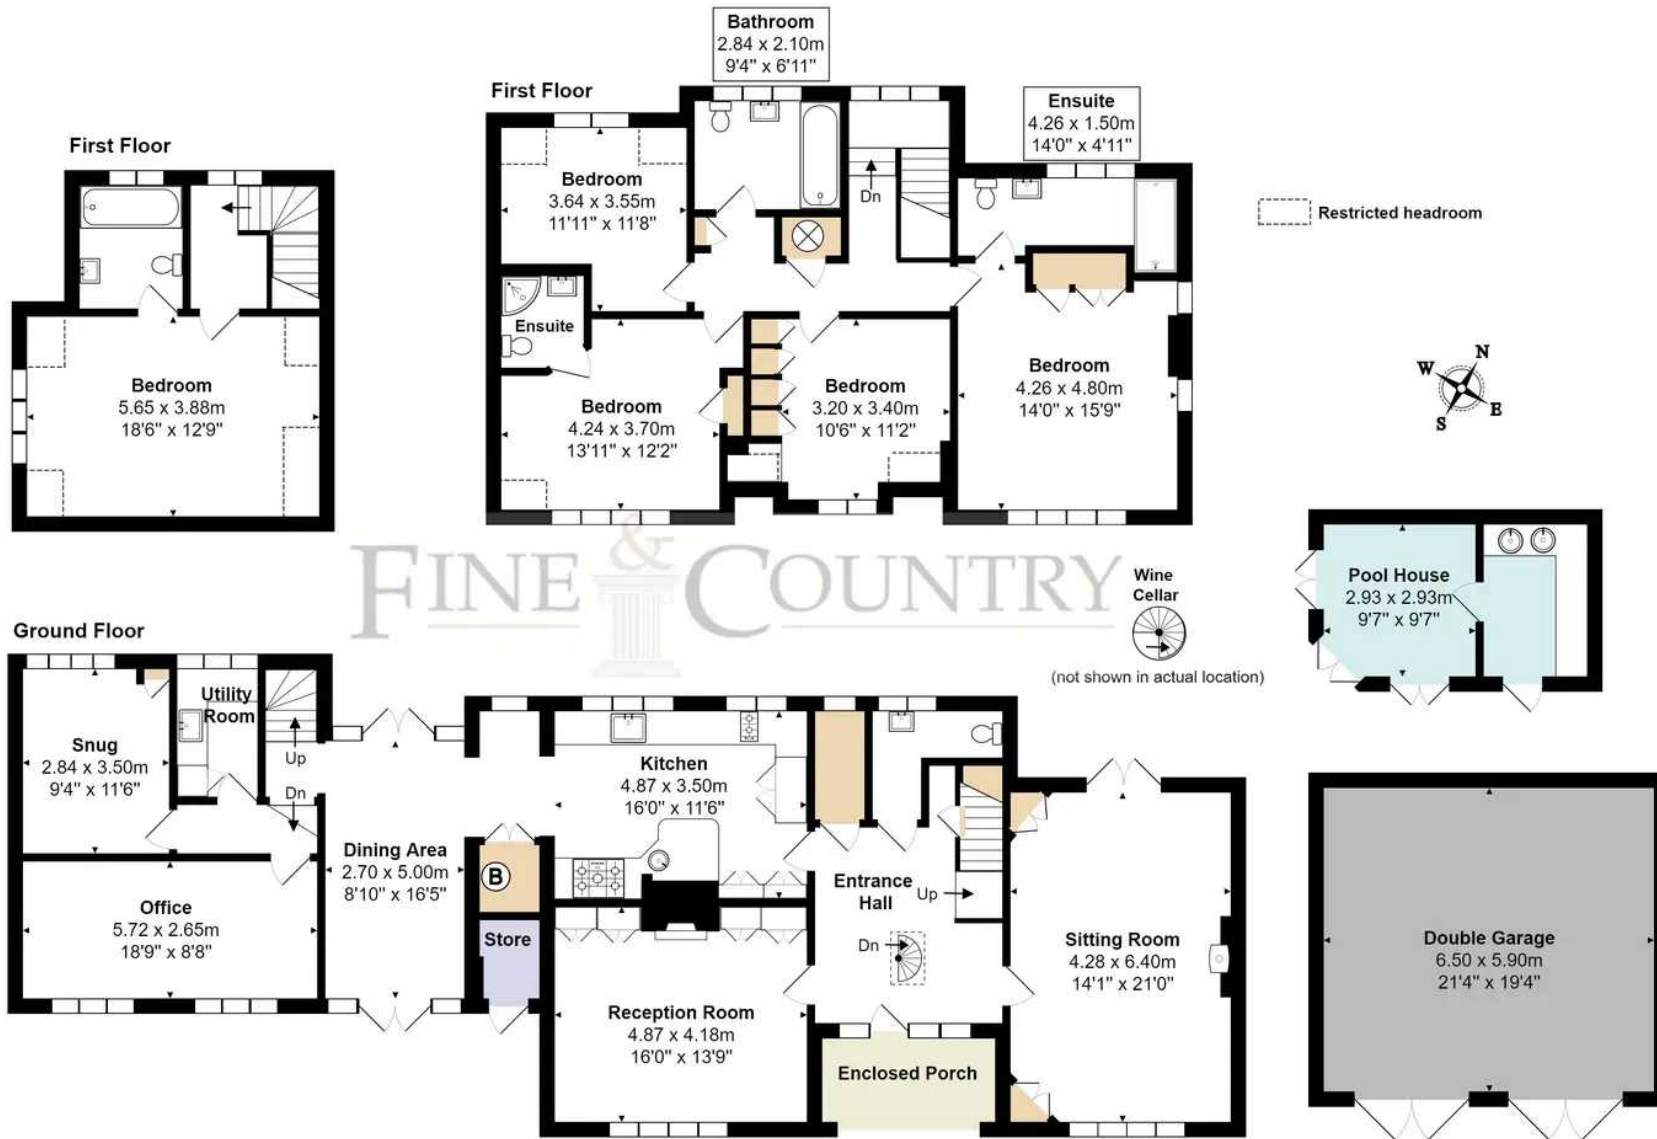 Bathroom
2.84 x 2.10m
9'4" x 6'11"
First Floor
Ensuite
4.26 x 1.50m
14'0" x 4'11"
First Floor
Bedroom
3.64 x 3.55m
11'11" x 11'8"
Dn
Restricted headroom
Ensuite
Bedroom
5.65 x 3.88m
18'6" x 12'9"
Bedroom
4.24 x 3.70m
13'11" x 12'2"
Bedroom
3.20 x 3.40m
10'6" x 11'2"
Bedroom
4.26 x 4.80m
14'0" x 15'9"
N
W
E
S
FINE & COUNTRY
Wine
Cellar
(not shown in actual location)
Pool House
2.93 x 2.93m
9'7" x 9'7"
Ground Floor
Utility
Room
Snug
2.84 x 3.50m
9'4" x 11'6"
Up
Dn
Kitchen
4.87 x 3.50m
16'0" x 11'6"
Dining Area
2.70 x 5.00m
8'10" x 16'5"
B
Entrance
Hall
Up
Dn
Office
5.72 x 2.65m
18'9" x 8'8"
Store
Sitting Room
4.28 x 6.40m
14'1" x 21'0"
Double Garage
6.50 x 5.90m
21'4" x 19'4"
Reception Room
4.87 x 4.18m
16'0" x 13'9"
Enclosed Porch